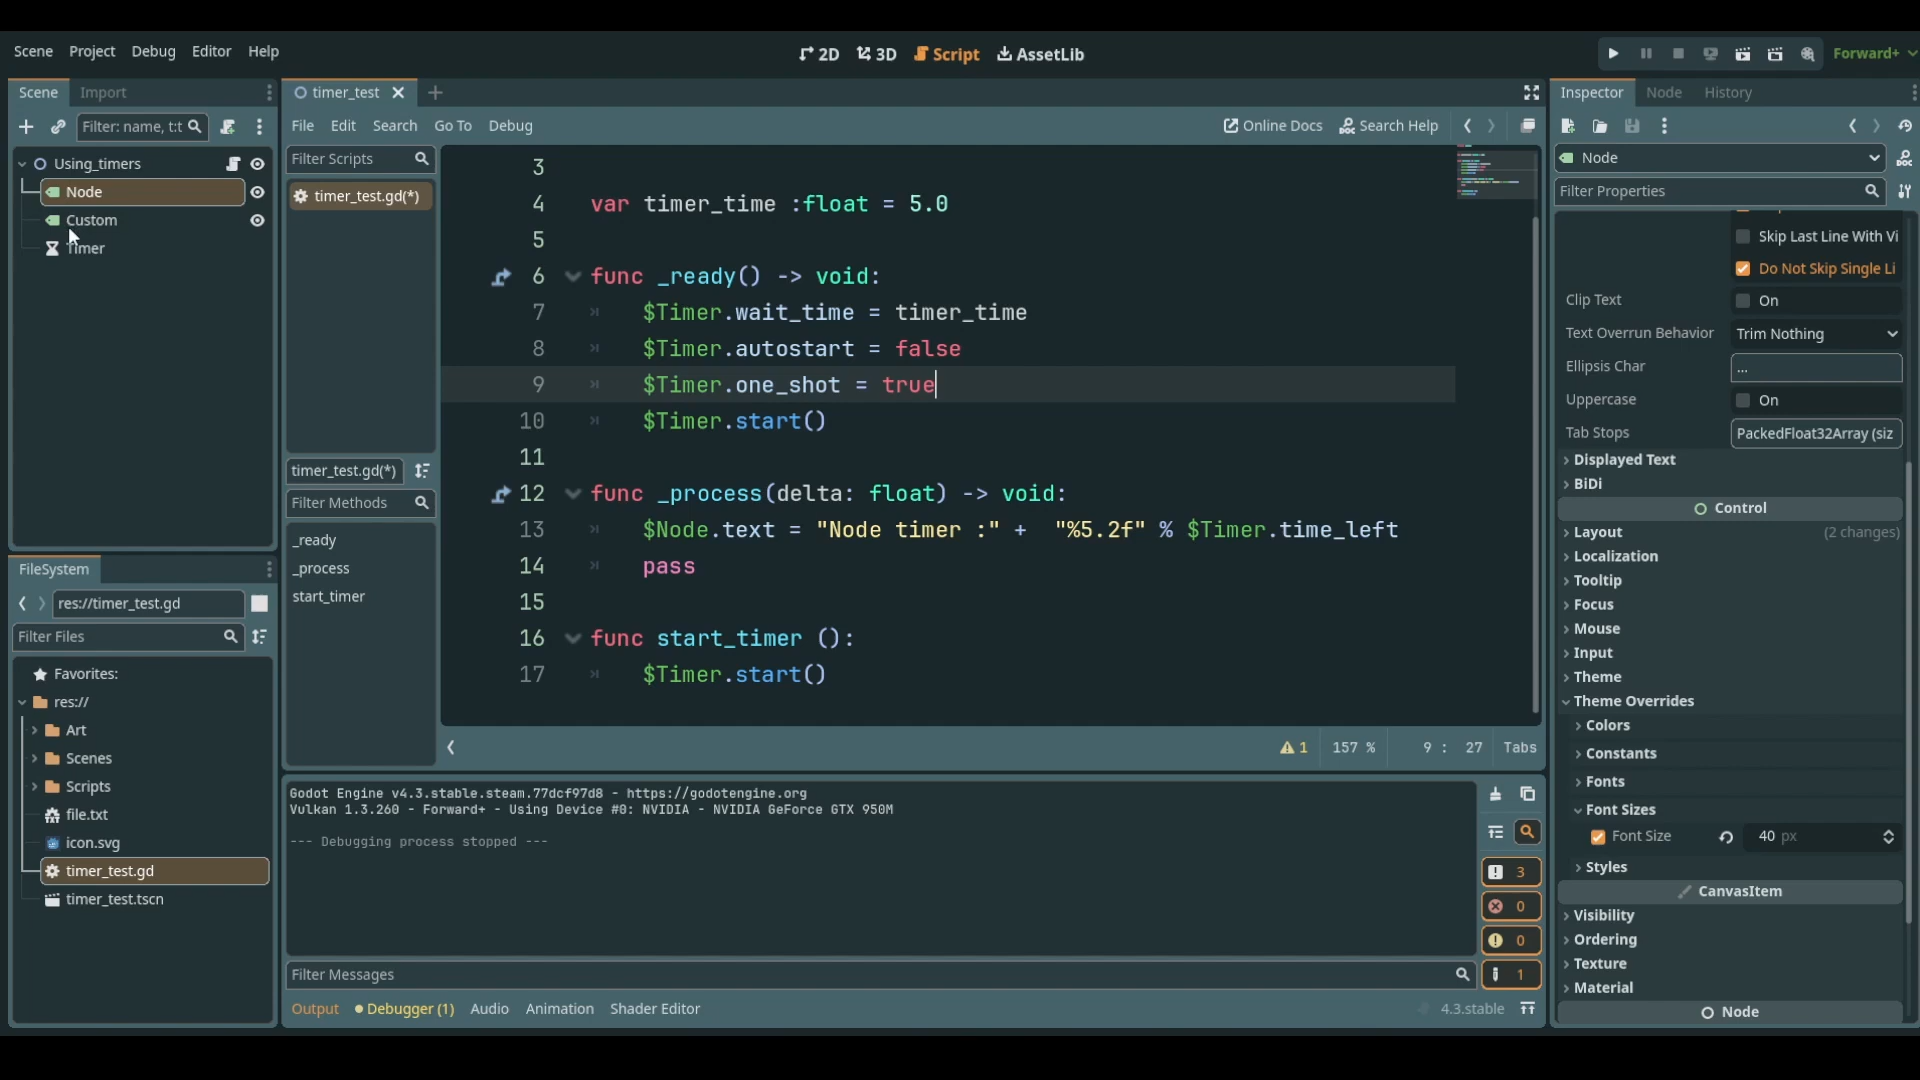 Scene Project Debug Editor Help
2D 3D Script AssetLib
Forward+
Scene Import
Filter: name, t:t
Using_timers
Node
Custom
Timer
FileSystem
res://timer_test.gd
Filter Files
Favorites:
res://
Art
Scenes
Scripts
file.txt
icon.svg
timer_test.gd
timer_test.tscn
timer_test
File Edit Search Go To Debug
Online Docs Search Help
Filter Scripts
timer_test.gd(*)
timer_test.gd(*)
Filter Methods
_ready
_process
start_timer
3
4 var timer_time :float = 5.0
5
6 func _ready() -> void:
7 $Timer.wait_time = timer_time
8 $Timer.autostart = false
9 $Timer.one_shot = true
10 $Timer.start()
11
12 func _process(delta: float) -> void:
13 $Node.text = "Node timer :" + "%5.2f" % $Timer.time_left
14 pass
15
16 func start_timer ():
17 $Timer.start()
1 157 % 9 : 27 Tabs
Godot Engine v4.3.stable.steam.77dcf97d8 - https://godotengine.org
Vulkan 1.3.260 - Forward+ - Using Device #0: NVIDIA - NVIDIA GeForce GTX 950M
--- Debugging process stopped ---
3
0
0
1
Filter Messages
Output Debugger (1) Audio Animation Shader Editor
4.3.stable
Inspector Node History
Node
Filter Properties
Skip Last Line With Vi
Do Not Skip Single Li
Clip Text On
Text Overrun Behavior Trim Nothing
Ellipsis Char ...
Uppercase On
Tab Stops PackedFloat32Array (siz
Displayed Text
BiDi
Control
Layout (2 changes)
Localization
Tooltip
Focus
Mouse
Input
Theme
Theme Overrides
Colors
Constants
Fonts
Font Sizes
Font Size 40 px
Styles
CanvasItem
Visibility
Ordering
Texture
Material
Node